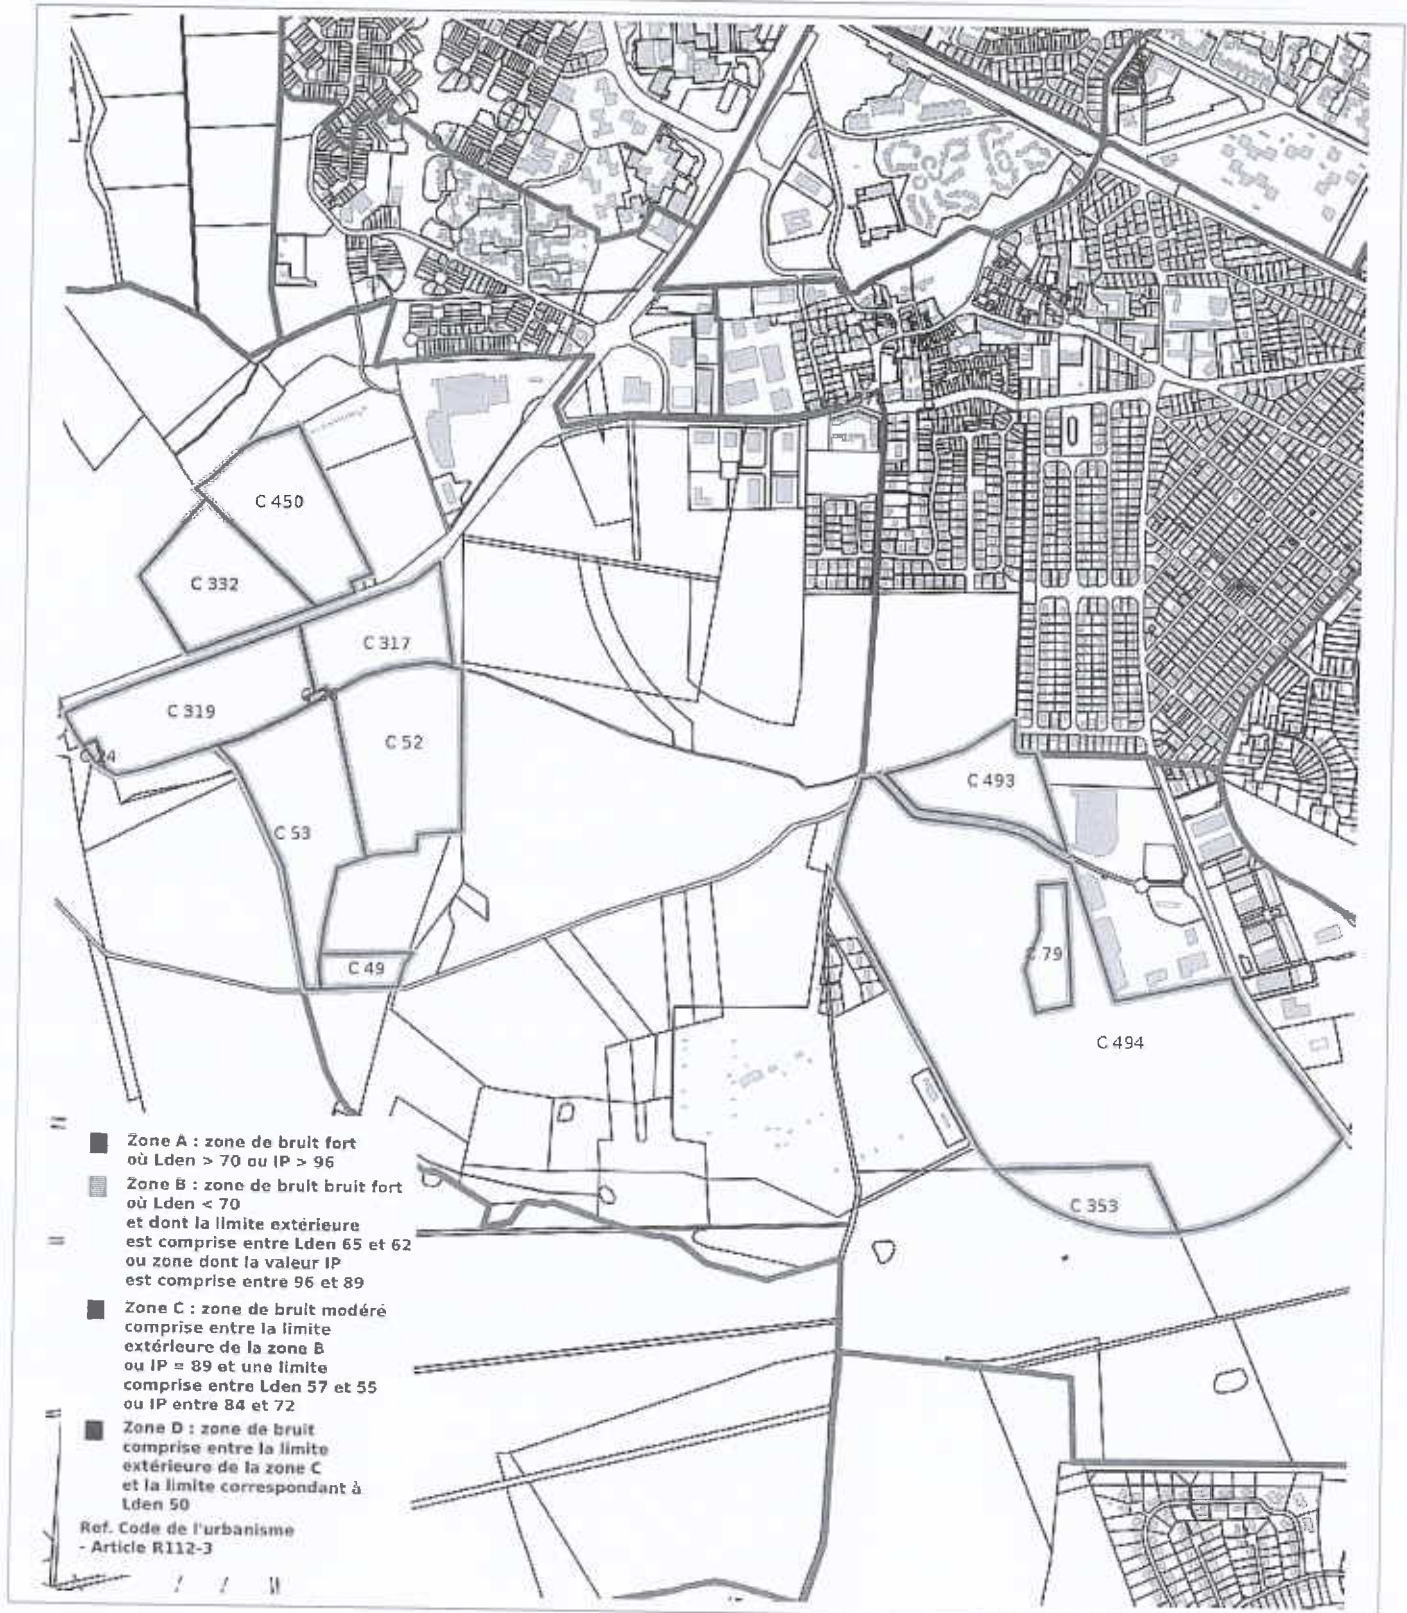 C 450
C 332
C 317
C 319
C 52
C 24
C 493
C 53
C 79
C 49
C 494
C 353
Zone A : zone de bruit fort
où Lden > 70 ou IP > 96
Zone B : zone de bruit bruit fort
où Lden < 70
et dont la limite extérieure
est comprise entre Lden 65 et 62
ou zone dont la valeur IP
est comprise entre 96 et 89
Zone C : zone de bruit modéré
comprise entre la limite
extérieure de la zone B
ou IP = 89 et une limite
comprise entre Lden 57 et 55
ou IP entre 84 et 72
Zone D : zone de bruit
comprise entre la limite
extérieure de la zone C
et la limite correspondant à
Lden 50
Ref. Code de l'urbanisme
- Article R112-3